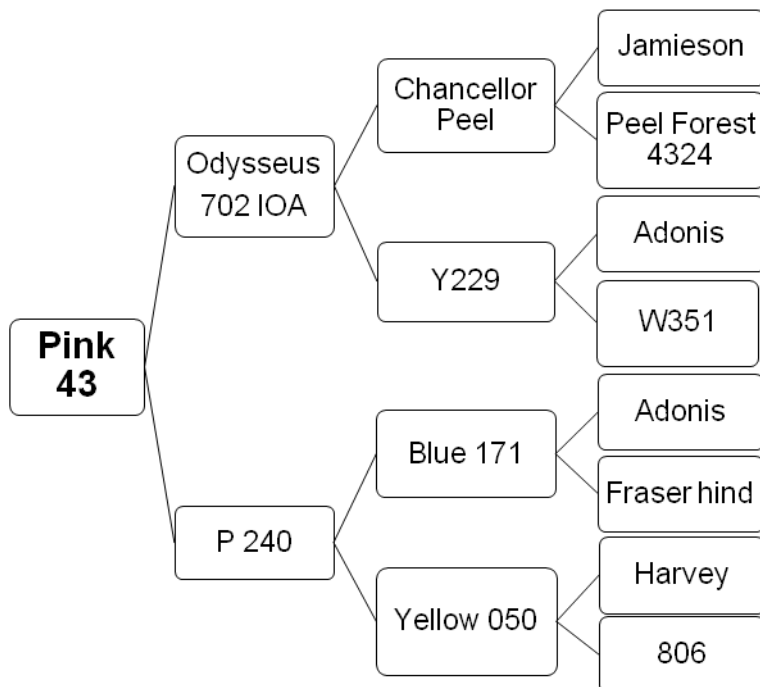 Jamieson
Chancellor
Peel
Peel Forest
4324
Odysseus
702 IOA
Adonis
Y229
W351
Pink
43
Adonis
Blue 171
Fraser hind
P 240
Harvey
Yellow 050
806